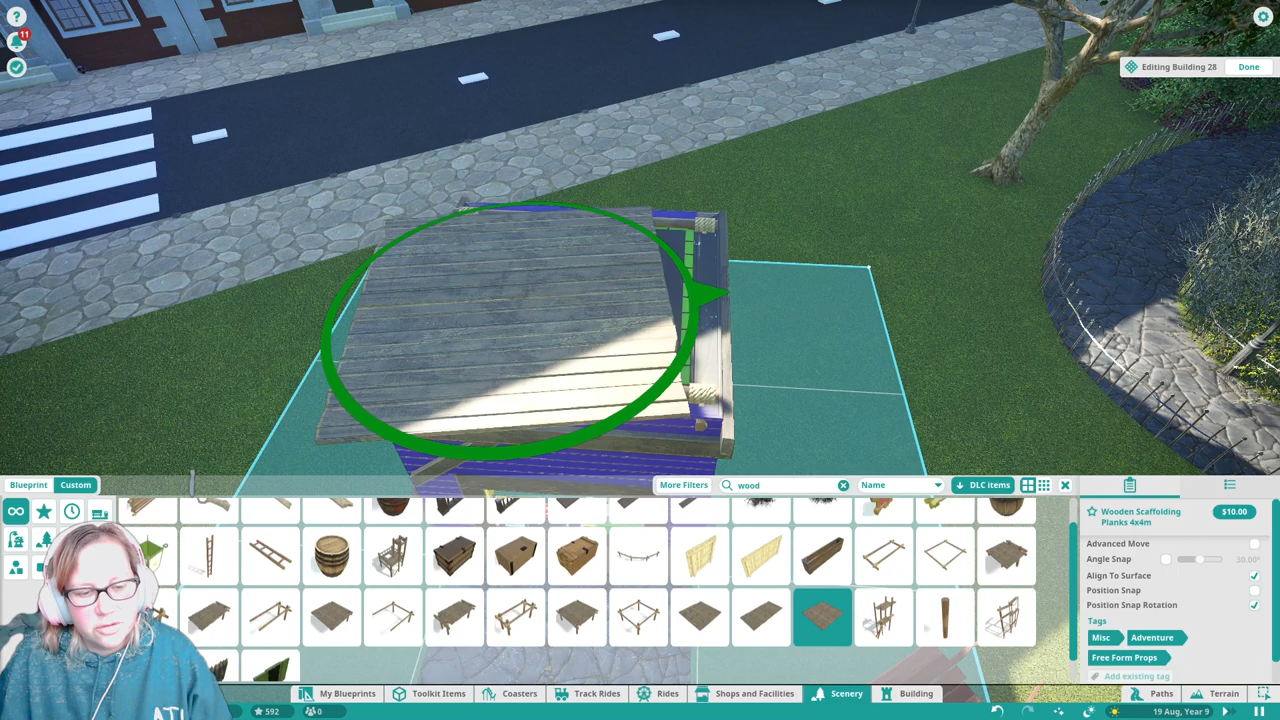 ?
11
Editing Building 28 Done
Blueprint Custom More Filters wood Name DLC items
Wooden Scaffolding Planks 4x4m $10.00
Advanced Move
Angle Snap 30.00°
Align To Surface
Position Snap
Position Snap Rotation
Tags
Misc Adventure
Free Form Props
Add existing tag
My Blueprints Toolkit Items Coasters Track Rides Rides Shops and Facilities Scenery Building Paths Terrain
592 0 19 Aug, Year 9